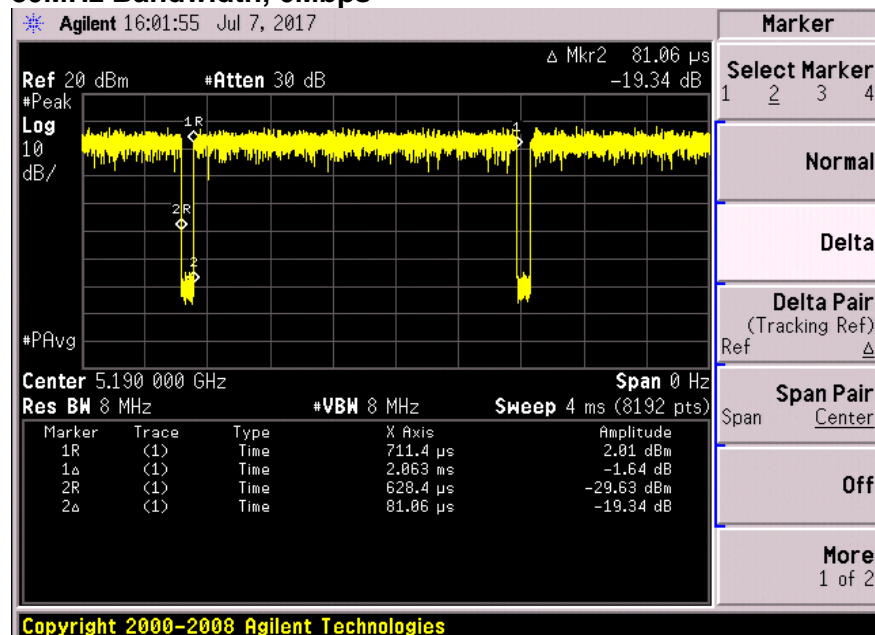 Agilent 16:01:55 Jul 7, 2017
Marker
Δ Mkr2 81.06 µs
Ref 20 dBm #Atten 30 dB -19.34 dB
#Peak
Log
10
dB/
1R
1
2R
2
#PAvg
Center 5.190 000 GHz Span 0 Hz
Res BW 8 MHz #VBW 8 MHz Sweep 4 ms (8192 pts)
Marker Trace Type X Axis Amplitude
1R (1) Time 711.4 µs 2.01 dBm
1Δ (1) Time 2.063 ms -1.64 dB
2R (1) Time 628.4 µs -29.63 dBm
2Δ (1) Time 81.06 µs -19.34 dB
Select Marker
1 2 3 4
Normal
Delta
Delta Pair
(Tracking Ref)
Ref Δ
Span Pair
Span Center
Off
More
1 of 2
Copyright 2000-2008 Agilent Technologies